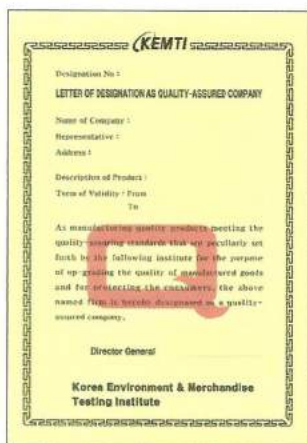 KEMTI
Designation No :
LETTER OF DESIGNATION AS QUALITY-ASSURED COMPANY
Name of Company :
Representative :
Address :
Description of Product :
Term of Validity : From
To
As manufacturing quality products meeting the
quality-assuring standards that are peculiarly set
forth by the following institute for the purpose
of up-grading the quality of manufactured goods
and for protecting the consumers, the above
named firm is hereby designated as a quality-
assured company.
Director General
Korea Environment & Merchandise
Testing Institute